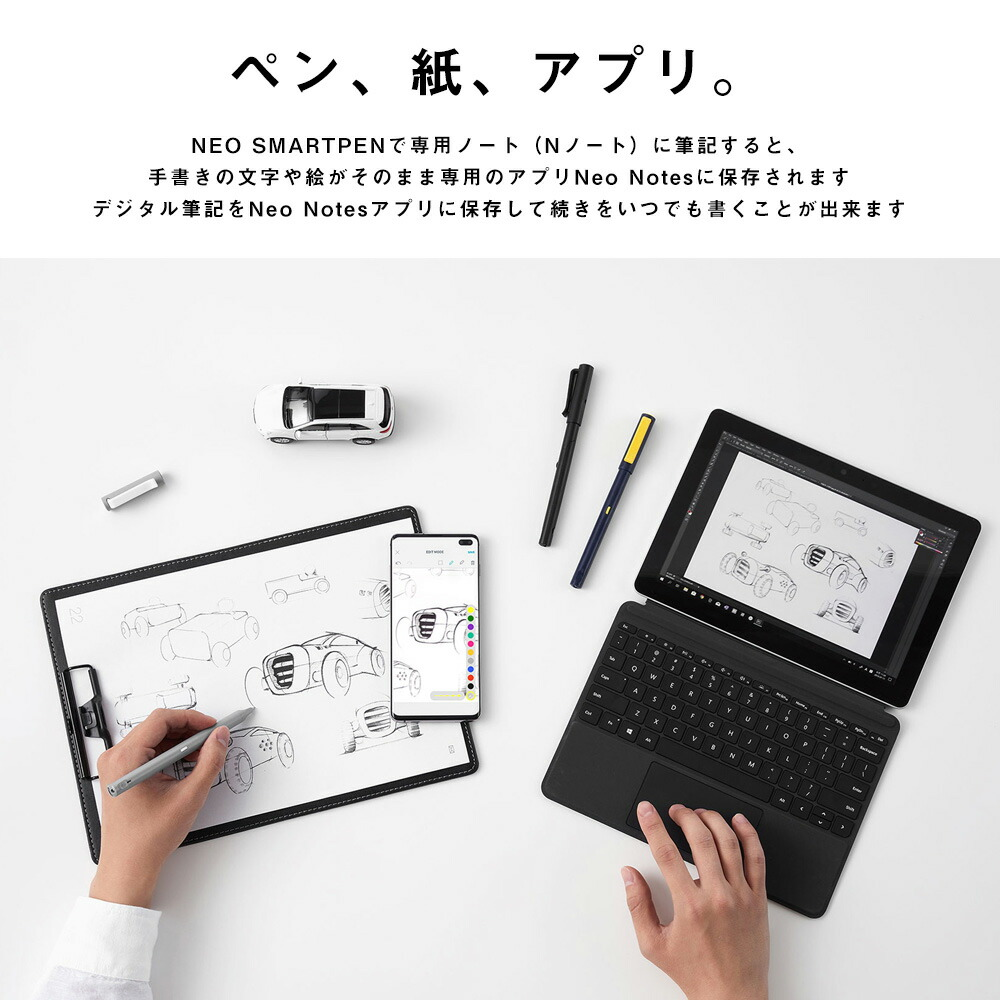 ペン、紙、アプリ。
NEO SMARTPENで専用ノート（Nノート）に筆記すると、
手書きの文字や絵がそのまま専用のアプリNeo Notesに保存されます
デジタル筆記をNeo Notesアプリに保存して続きをいつでも書くことが出来ます